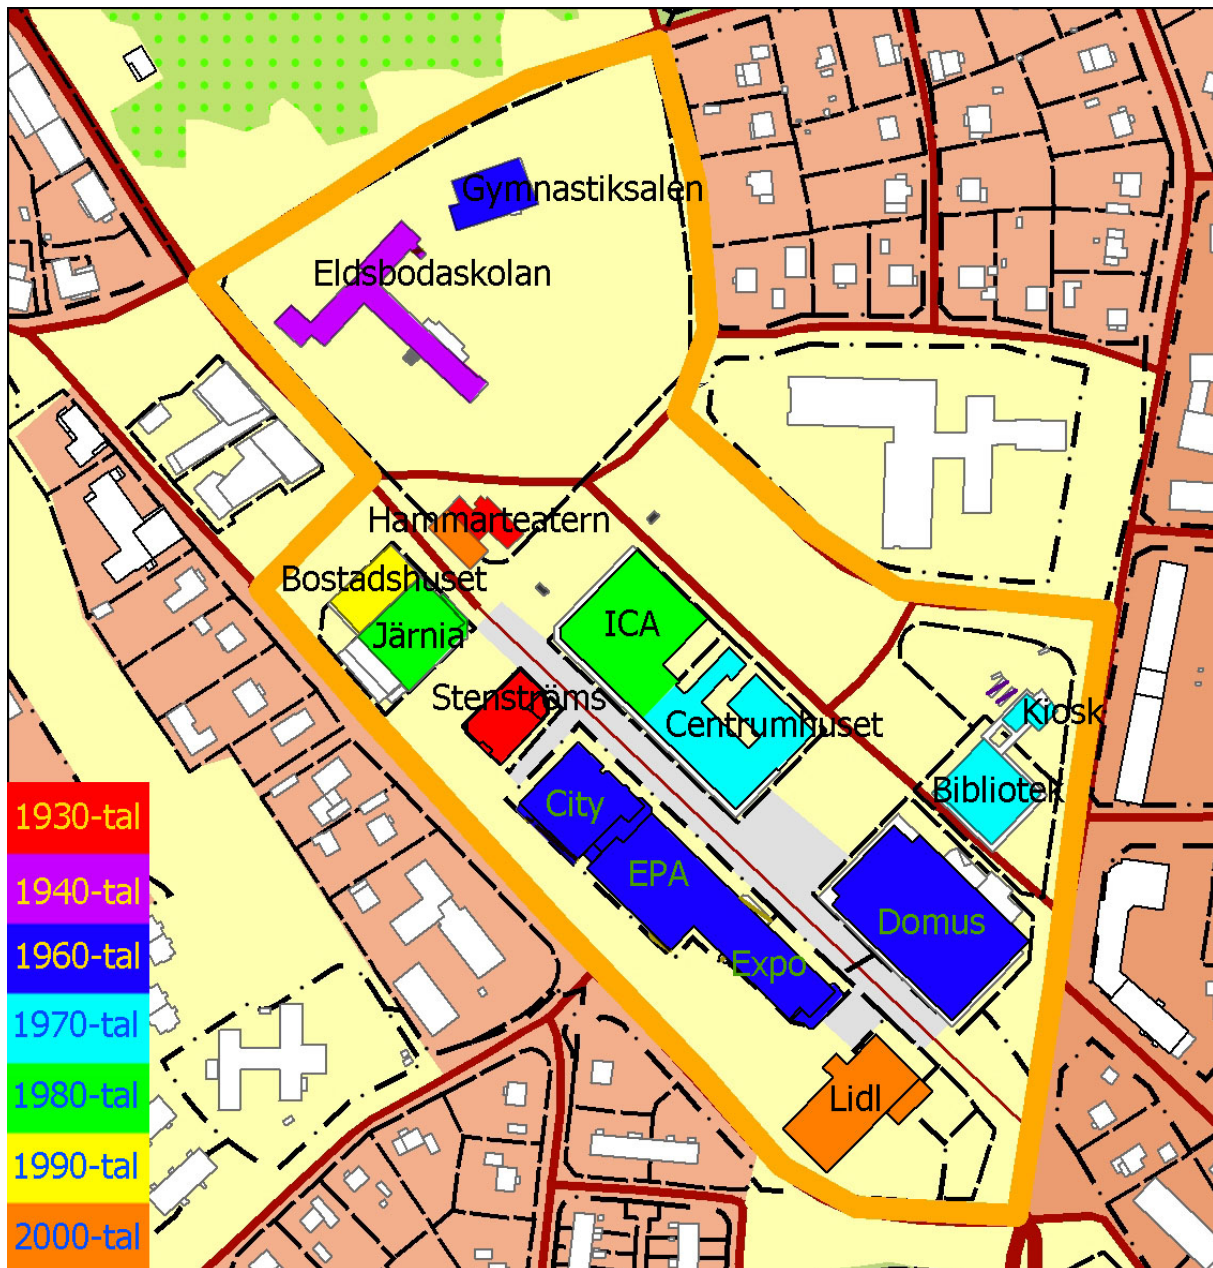 Gymnastiksalen
Eldsbodaskolan
Hammarteatern
Bostadshuset
Järnia
ICA
Stenströms
Centrumhuset
Kiosk
Bibliotek
City
EPA
Domus
Expo
Lidl
1930-tal
1940-tal
1960-tal
1970-tal
1980-tal
1990-tal
2000-tal